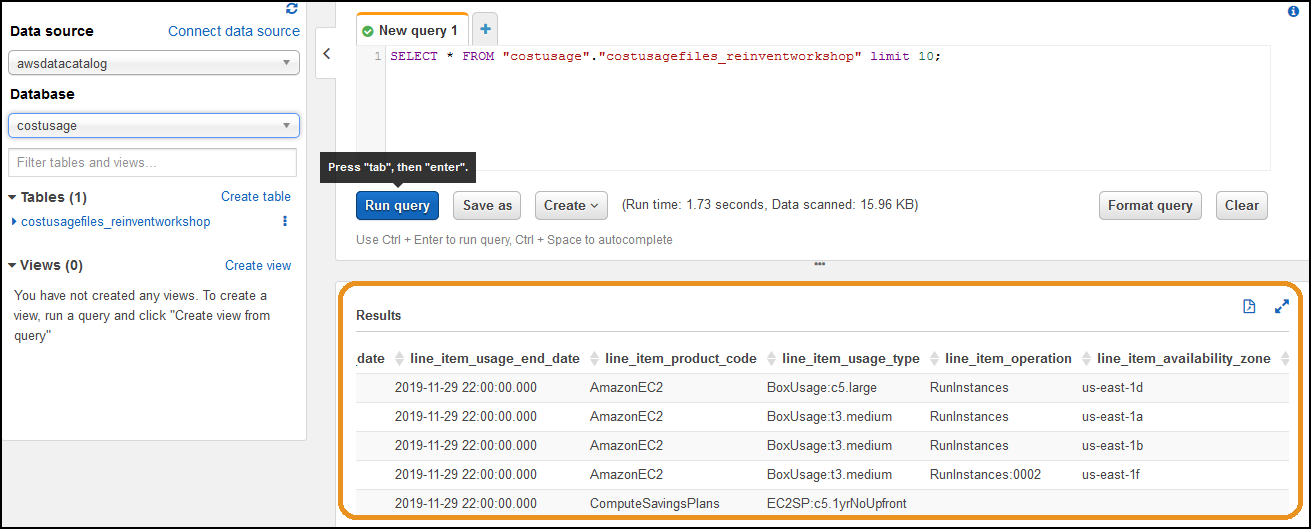 Data source
Connect data source
awsdatacatalog
Database
costusage
Filter tables and views...
Tables (1)
Create table
costusagefiles_reinventworkshop
Views (0)
Create view
You have not created any views. To create a
view, run a query and click "Create view from
query"
New query 1
+
1
SELECT * FROM "costusage"."costusagefiles_reinventworkshop" limit 10;
Press "tab", then "enter".
Run query
Save as
Create
(Run time: 1.73 seconds, Data scanned: 15.96 KB)
Format query
Clear
Use Ctrl + Enter to run query, Ctrl + Space to autocomplete
Results
_date line_item_usage_end_date line_item_product_code line_item_usage_type line_item_operation line_item_availability_zone
2019-11-29 22:00:00.000 AmazonEC2 BoxUsage:c5.large RunInstances us-east-1d
2019-11-29 22:00:00.000 AmazonEC2 BoxUsage:t3.medium RunInstances us-east-1a
2019-11-29 22:00:00.000 AmazonEC2 BoxUsage:t3.medium RunInstances us-east-1b
2019-11-29 22:00:00.000 AmazonEC2 BoxUsage:t3.medium RunInstances:0002 us-east-1f
2019-11-29 22:00:00.000 ComputeSavingsPlans EC2SP:c5.1yrNoUpfront